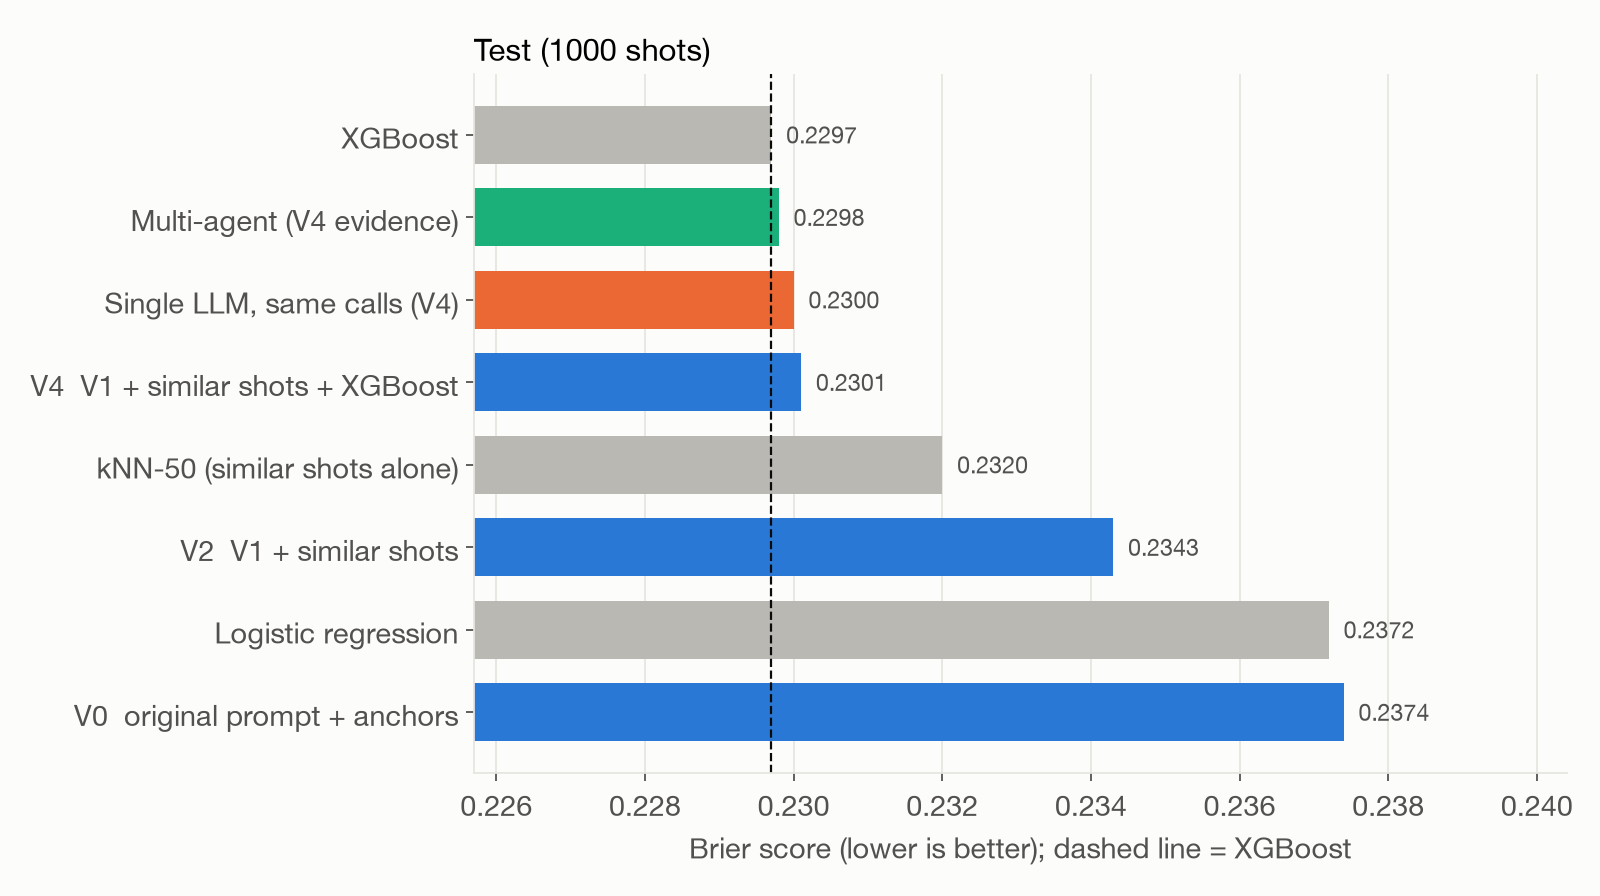 Test (1000 shots)
XGBoost 0.2297
Multi-agent (V4 evidence) 0.2298
Single LLM, same calls (V4) 0.2300
V4  V1 + similar shots + XGBoost 0.2301
kNN-50 (similar shots alone) 0.2320
V2  V1 + similar shots 0.2343
Logistic regression 0.2372
V0  original prompt + anchors 0.2374
0.226 0.228 0.230 0.232 0.234 0.236 0.238 0.240
Brier score (lower is better); dashed line = XGBoost